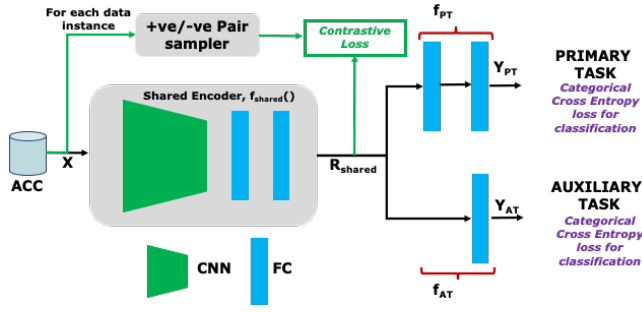 For each data
instance
+ve/-ve Pair
sampler
Contrastive
Loss
f_PT
Shared Encoder, f_shared()
Y_PT
PRIMARY
TASK
Categorical
Cross Entropy
loss for
classification
X
ACC
R_shared
Y_AT
AUXILIARY
TASK
Categorical
Cross Entropy
loss for
classification
CNN
FC
f_AT